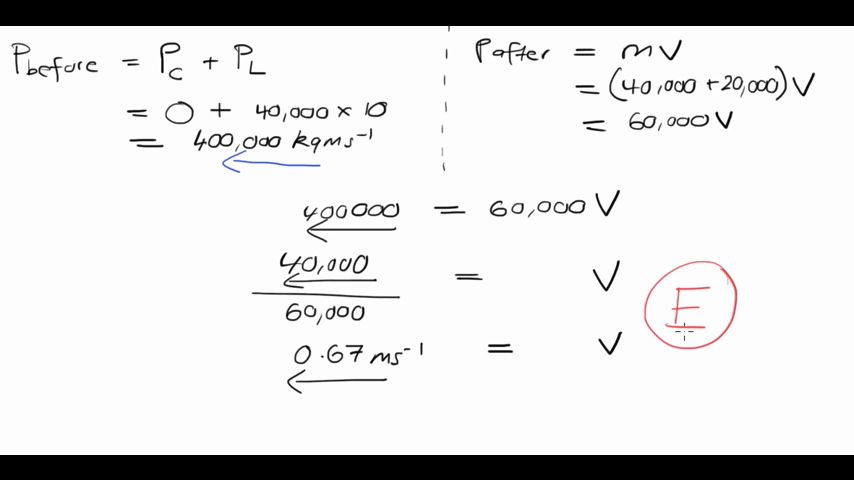 Pbefore = Pc + PL
= 0 + 40,000 × 10
= 400,000 kgms⁻¹
Pafter = mV
= (40,000 + 20,000) V
= 60,000 V
400000 = 60,000 V
40,000 = V
60,000
0.67 ms⁻¹ = V
E